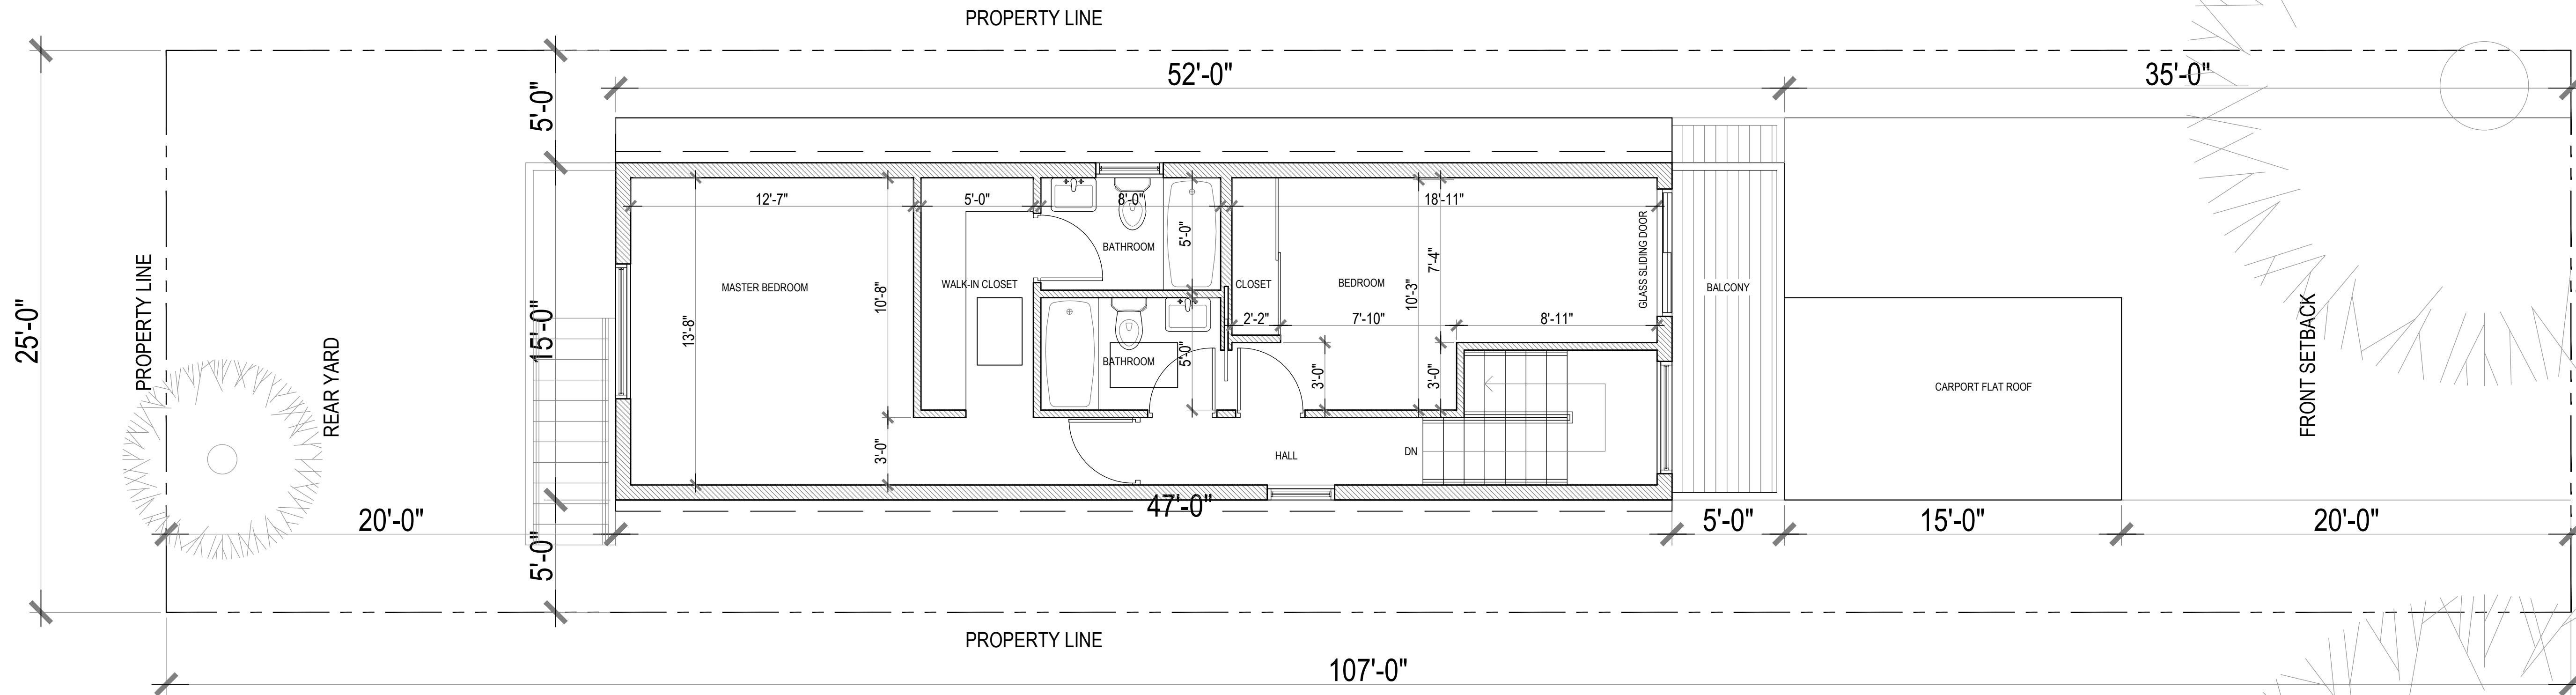 PROPERTY LINE
52'-0"
35'-0"
5'-0"
12'-7"
5'-0"
8'-0"
18'-11"
GLASS SLIDING DOOR
5'-0"
BATHROOM
7'-4"
PROPERTY LINE
MASTER BEDROOM
WALK-IN CLOSET
CLOSET
BEDROOM
BALCONY
10'-8"
10'-3"
25'-0"
15'-0"
13'-8"
2'-2"
7'-10"
8'-11"
REAR YARD
BATHROOM
5'-0"
3'-0"
3'-0"
CARPORT FLAT ROOF
FRONT SETBACK
3'-0"
HALL
DN
47'-0"
20'-0"
5'-0"
15'-0"
20'-0"
5'-0"
PROPERTY LINE
107'-0"